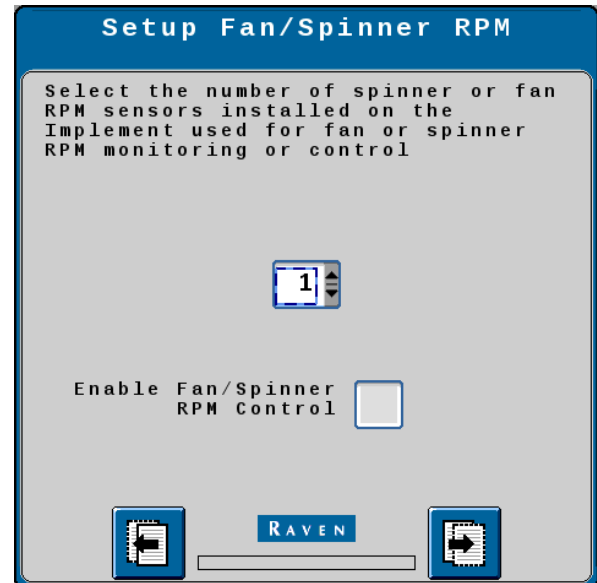 Setup Fan/Spinner RPM
Select the number of spinner or fan
RPM sensors installed on the
Implement used for fan or spinner
RPM monitoring or control
1
Enable Fan/Spinner
RPM Control
RAVEN